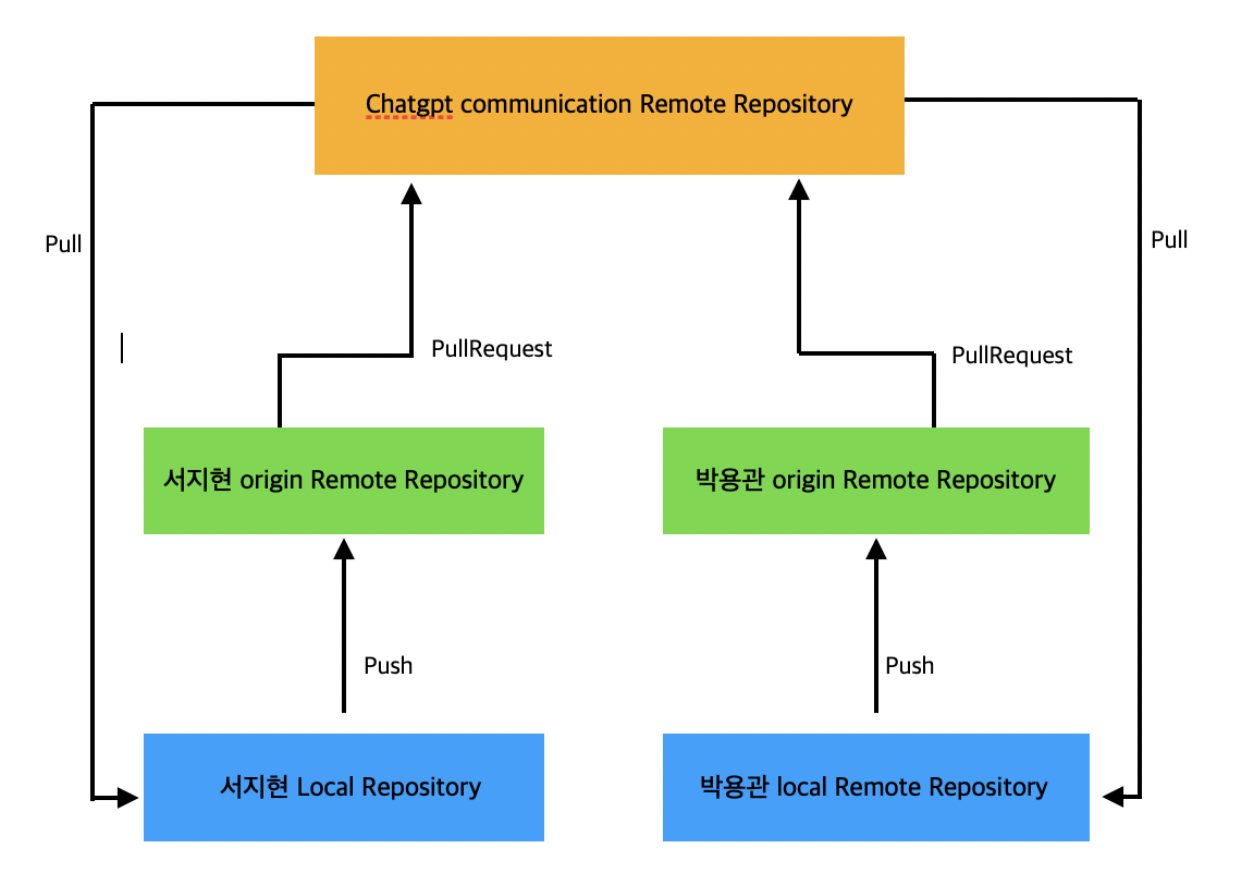 Chatgpt communication Remote Repository
Pull
Pull
PullRequest
PullRequest
서지현 origin Remote Repository
박용관 origin Remote Repository
Push
Push
서지현 Local Repository
박용관 local Remote Repository